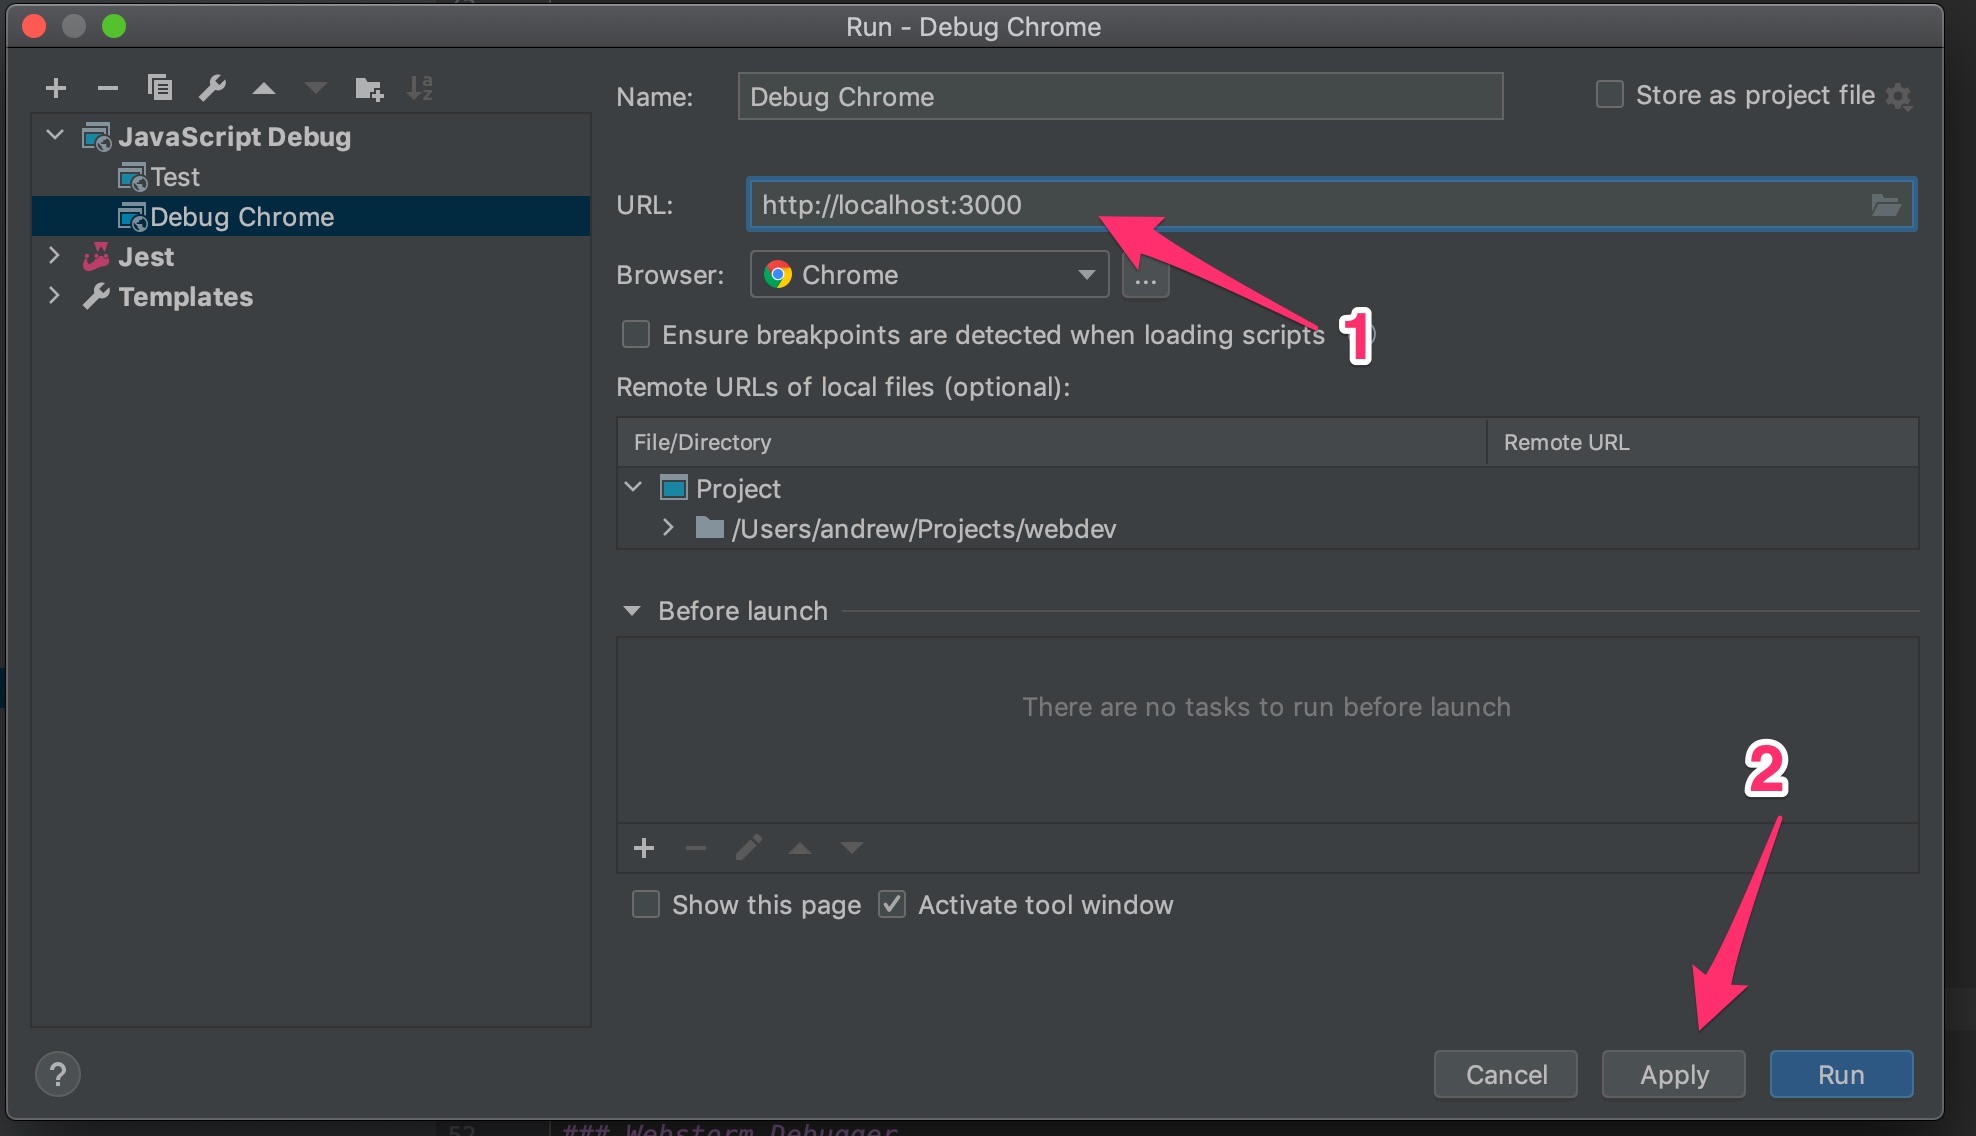 Run - Debug Chrome
JavaScript Debug
Test
Debug Chrome
Jest
Templates
Name: Debug Chrome
Store as project file
URL: http://localhost:3000
Browser: Chrome ...
Ensure breakpoints are detected when loading scripts
1
Remote URLs of local files (optional):
File/Directory Remote URL
Project
/Users/andrew/Projects/webdev
Before launch
There are no tasks to run before launch
2
Show this page Activate tool window
? Cancel Apply Run
52 ### Webstorm Debugger